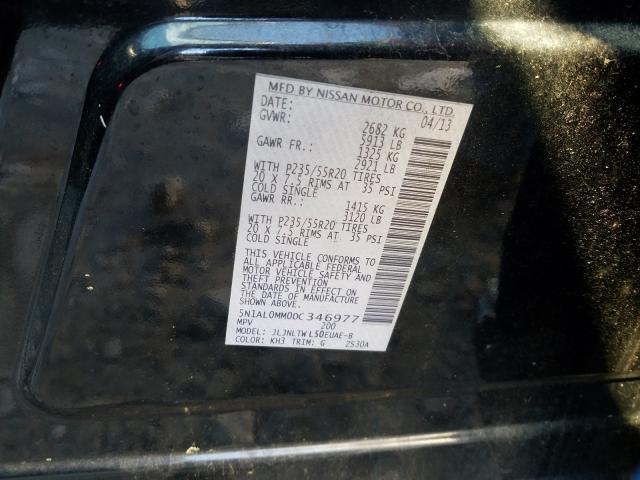 MFD BY NISSAN MOTOR CO., LTD.
DATE: 04/13
GVWR: 2682 KG
5913 LB
GAWR FR.: 1325 KG
2921 LB
WITH P235/55R20 TIRES
20 X 7.5 RIMS AT 35 PSI
COLD SINGLE
GAWR RR.: 1415 KG
3120 LB
WITH P235/55R20 TIRES
20 X 7.5 RIMS AT 35 PSI
COLD SINGLE
THIS VEHICLE CONFORMS TO
ALL APPLICABLE FEDERAL
MOTOR VEHICLE SAFETY AND
THEFT PREVENTION
STANDARDS IN EFFECT ON
THE DATE OF MANUFACTURE
SHOWN ABOVE.
5N1AL0MM0DC346977
MPV 200
MODEL: JLJNLTWL50EUAE-B
COLOR: KH3 TRIM: G 2S30A